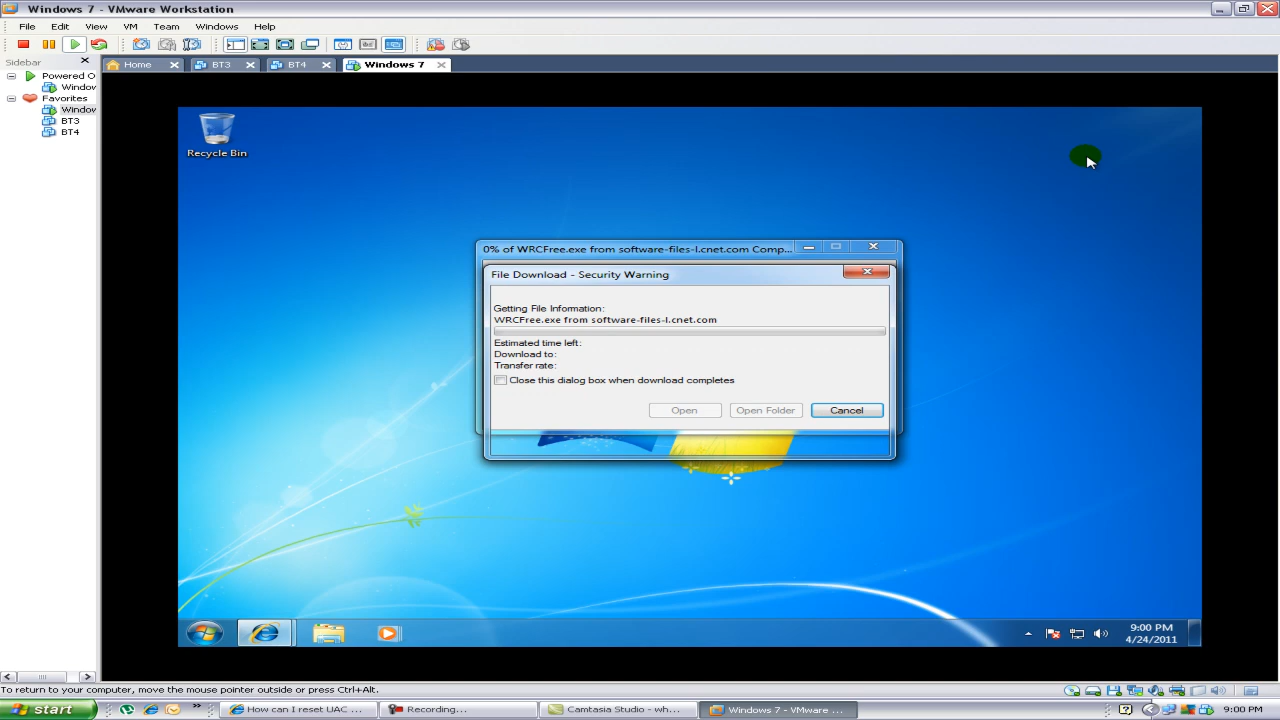 Windows 7 - VMware Workstation
File Edit View VM Team Windows Help
Sidebar
Home
BT3
BT4
Windows 7
Powered O
Window
Favorites
Window
BT3
BT4
Recycle Bin
0% of WRCFree.exe from software-files-l.cnet.com Comp...
File Download - Security Warning
Getting File Information:
WRCFree.exe from software-files-l.cnet.com
Estimated time left:
Download to:
Transfer rate:
Close this dialog box when download completes
Open
Open Folder
Cancel
9:00 PM
4/24/2011
To return to your computer, move the mouse pointer outside or press Ctrl+Alt.
start
How can I reset UAC ...
Recording...
Camtasia Studio - wh...
Windows 7 - VMware ...
9:00 PM